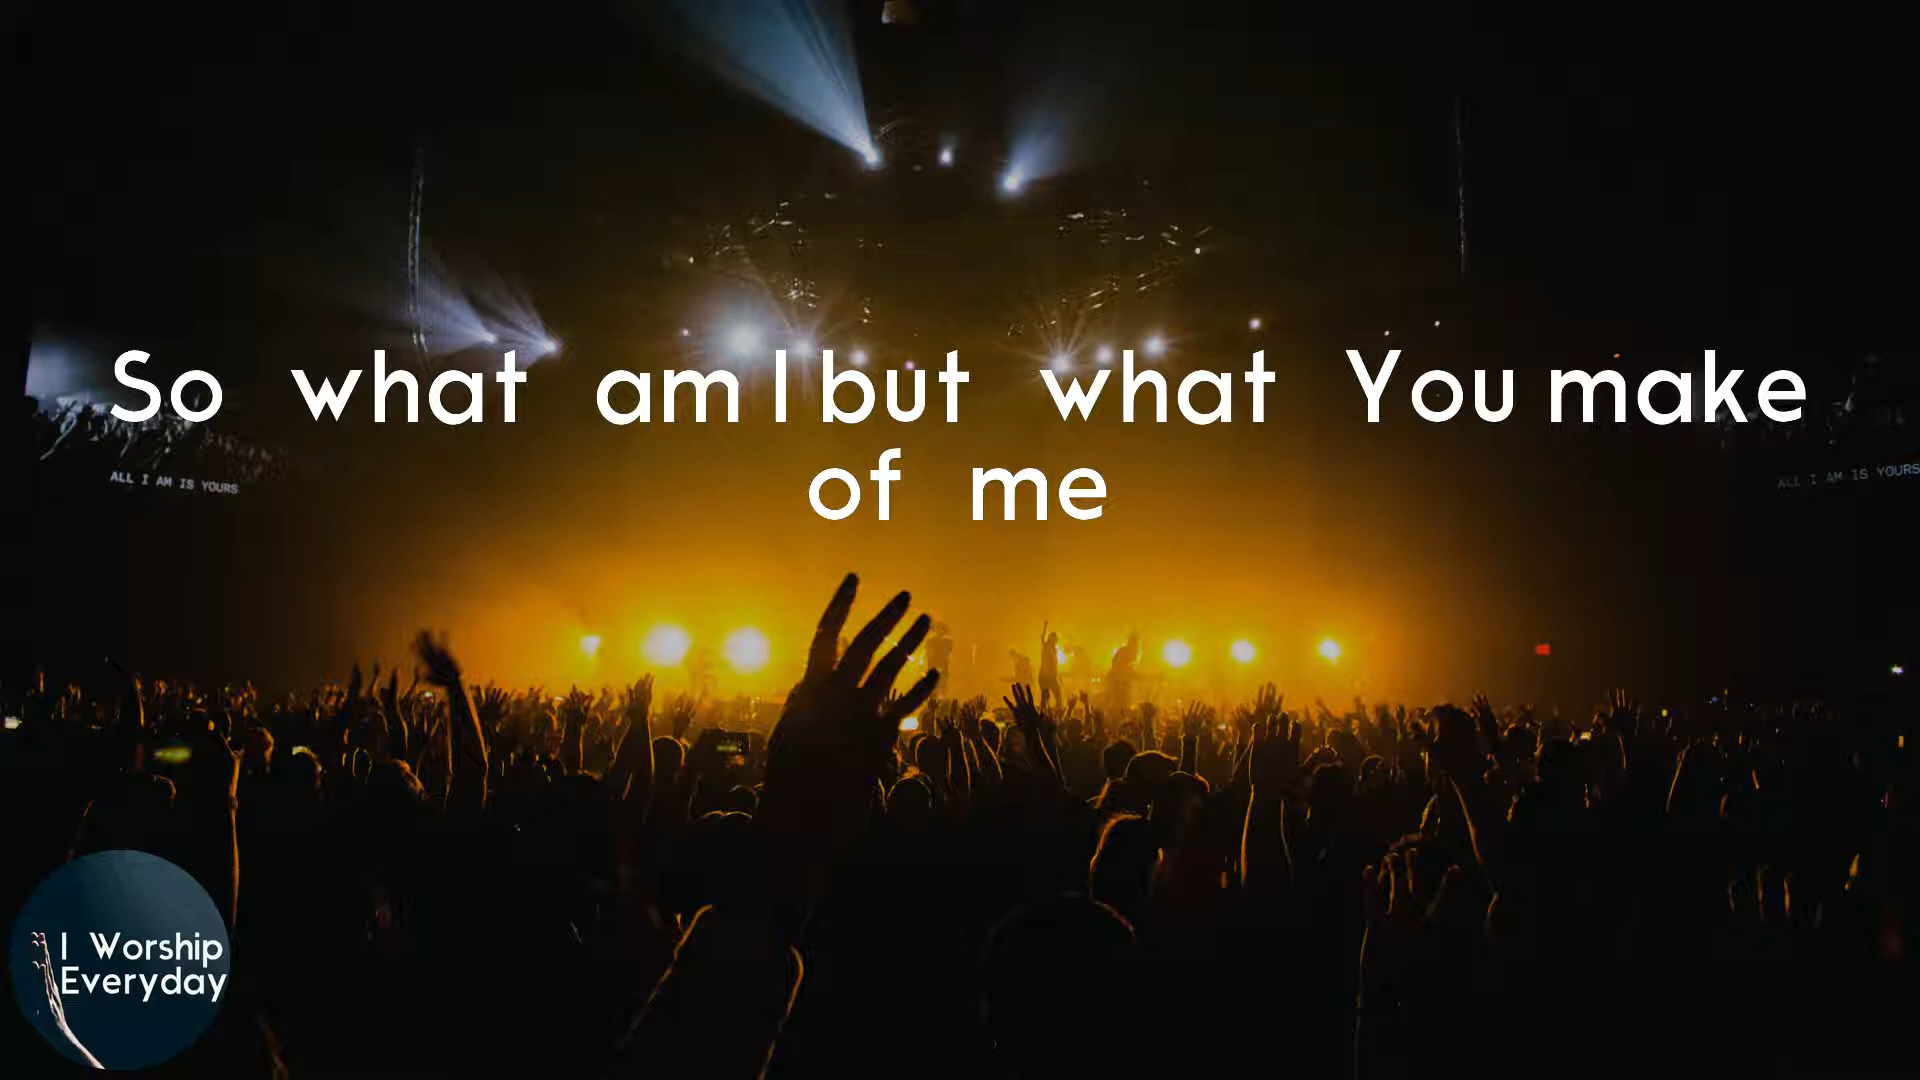 So what am I but what You make
of me
ALL I AM IS YOURS
ALL I AM IS YOURS
I Worship
Everyday